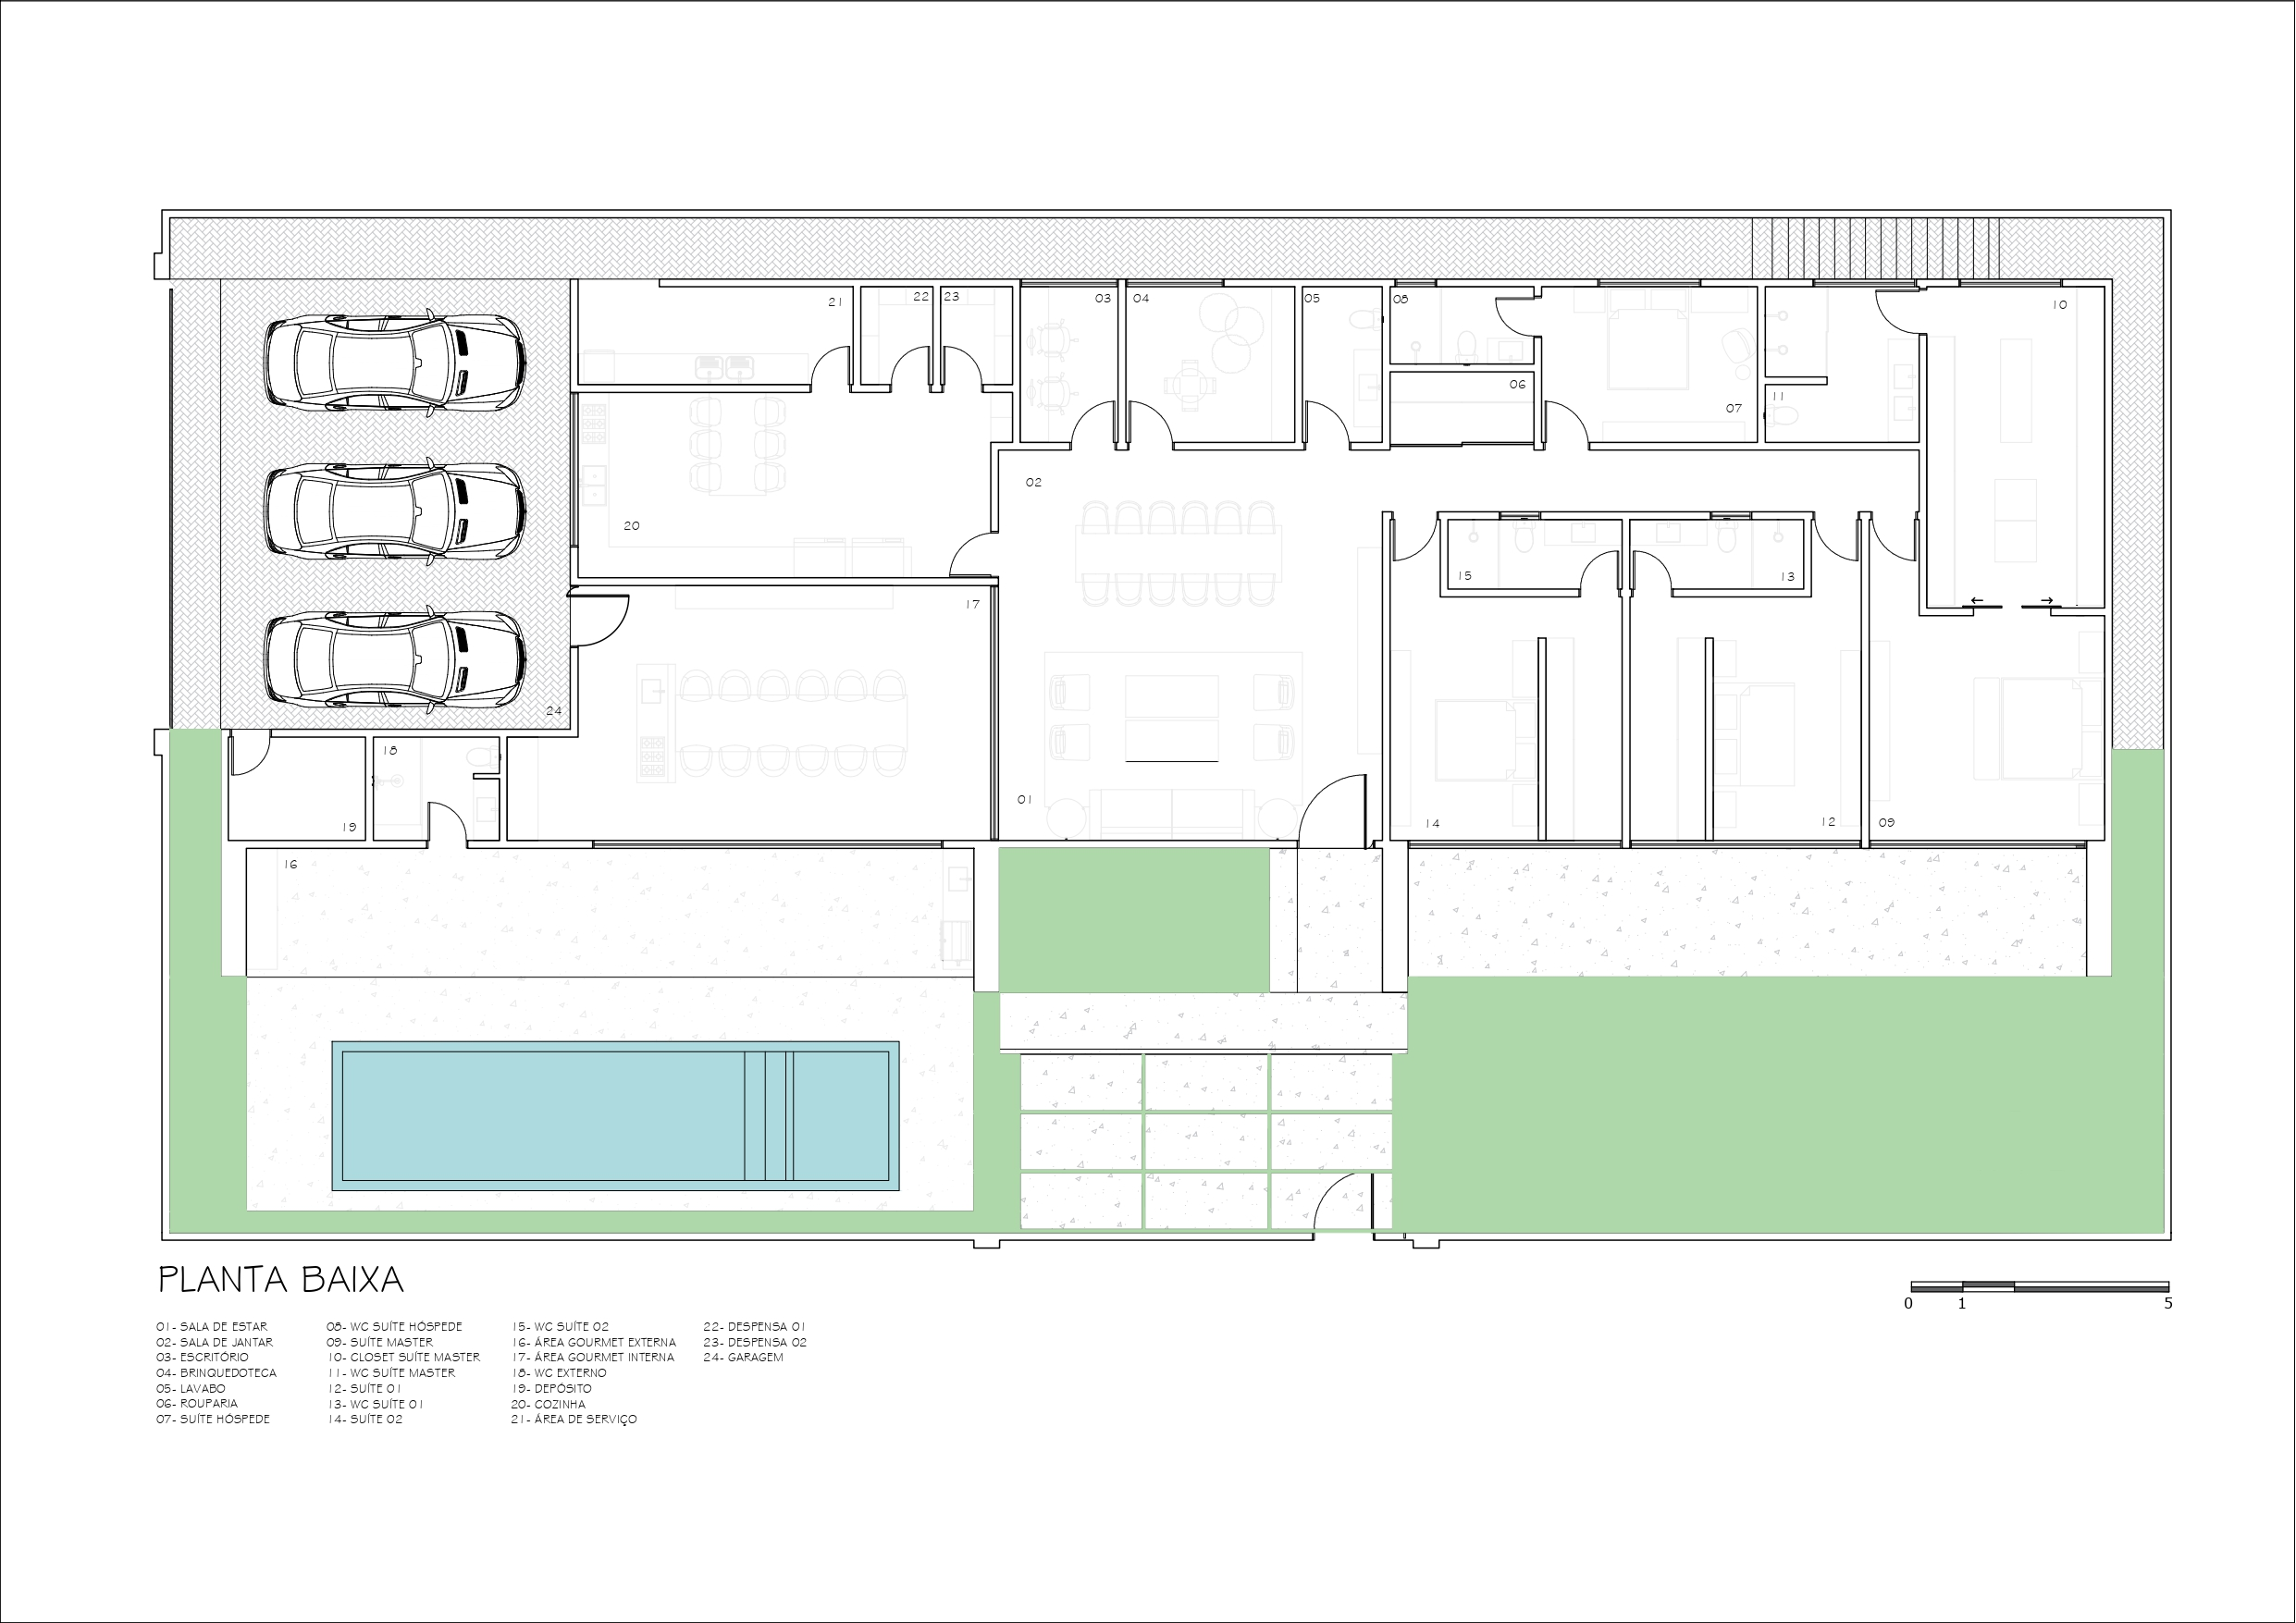 21
22
23
03
04
05
08
10
06
11
07
02
20
15
13
17
24
18
01
14
12
09
19
16
PLANTA BAIXA
0 1 5
01- SALA DE ESTAR
02- SALA DE JANTAR
03- ESCRITÓRIO
04- BRINQUEDOTECA
05- LAVABO
06- ROUPARIA
07- SUÍTE HÓSPEDE
08- WC SUÍTE HÓSPEDE
09- SUÍTE MASTER
10- CLOSET SUÍTE MASTER
11- WC SUÍTE MASTER
12- SUÍTE 01
13- WC SUÍTE 01
14- SUÍTE 02
15- WC SUÍTE 02
16- ÁREA GOURMET EXTERNA
17- ÁREA GOURMET INTERNA
18- WC EXTERNO
19- DEPÓSITO
20- COZINHA
21- ÁREA DE SERVIÇO
22- DESPENSA 01
23- DESPENSA 02
24- GARAGEM